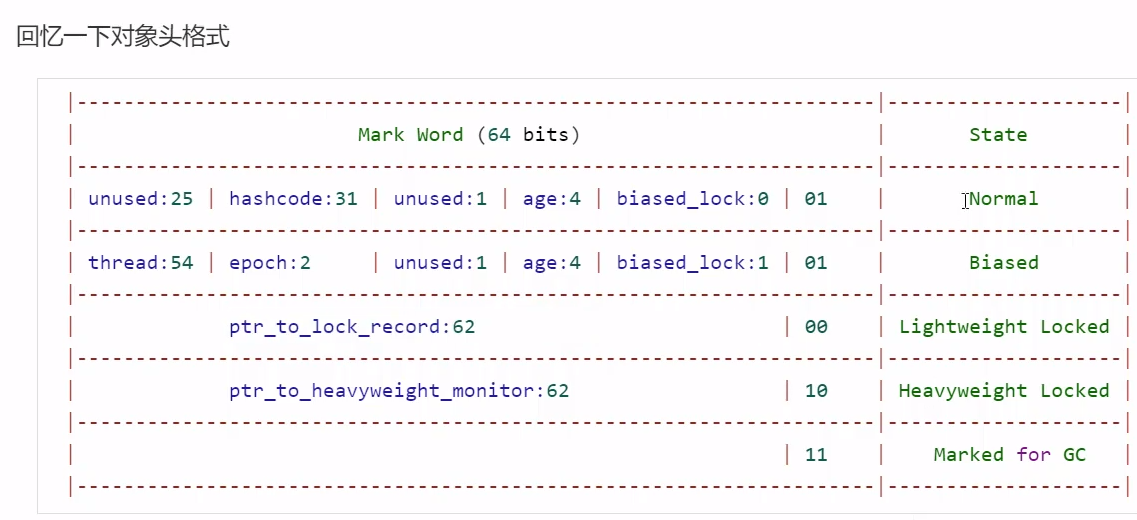 回忆一下对象头格式
|--------------------------------------------------------------------|--------------------|
| Mark Word (64 bits) | State |
|--------------------------------------------------------------------|--------------------|
| unused:25 | hashcode:31 | unused:1 | age:4 | biased_lock:0 | 01 | Normal |
|--------------------------------------------------------------------|--------------------|
| thread:54 | epoch:2 | unused:1 | age:4 | biased_lock:1 | 01 | Biased |
|--------------------------------------------------------------------|--------------------|
| ptr_to_lock_record:62 | 00 | Lightweight Locked |
|--------------------------------------------------------------------|--------------------|
| ptr_to_heavyweight_monitor:62 | 10 | Heavyweight Locked |
|--------------------------------------------------------------------|--------------------|
| | 11 | Marked for GC |
|--------------------------------------------------------------------|--------------------|